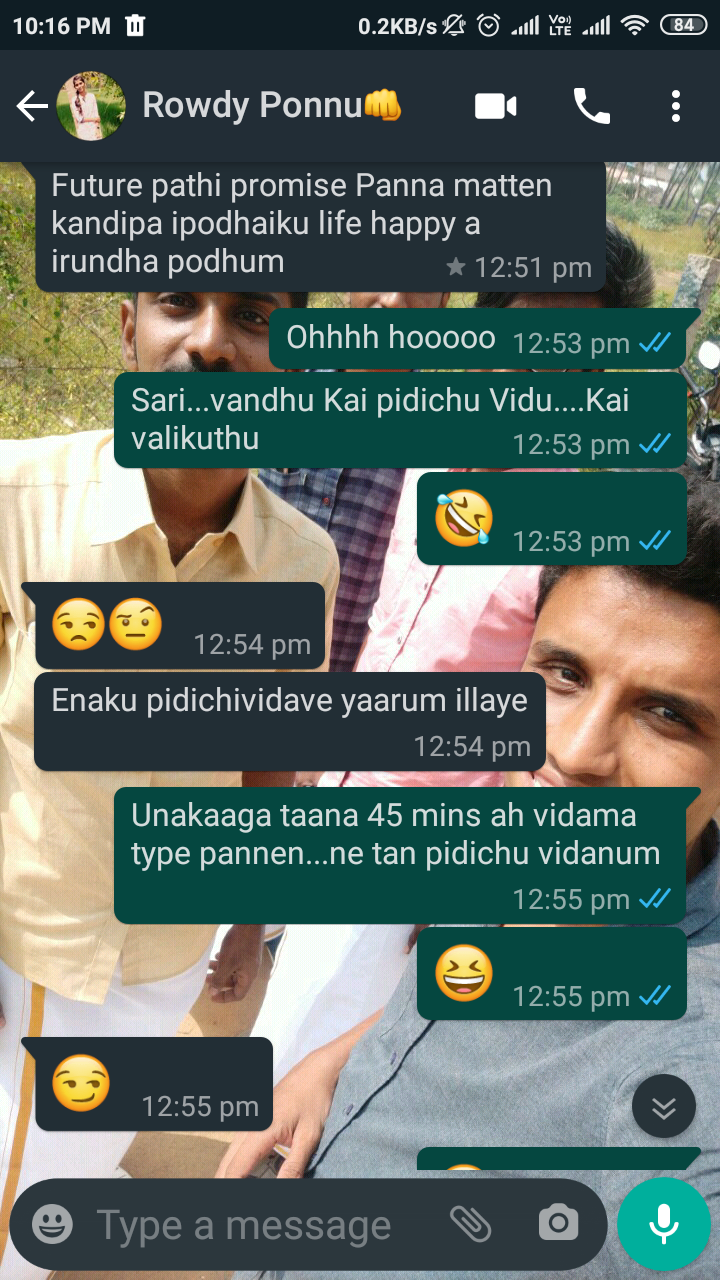 10:16 PM 0.2KB/s Vo) LTE 84
Rowdy Ponnu👊
Future pathi promise Panna matten
kandipa ipodhaiku life happy a
irundha podhum ★ 12:51 pm
Ohhhh hooooo 12:53 pm
Sari...vandhu Kai pidichu Vidu....Kai
valikuthu 12:53 pm
🤣 12:53 pm
😒🤨 12:54 pm
Enaku pidichividave yaarum illaye
12:54 pm
Unakaaga taana 45 mins ah vidama
type pannen...ne tan pidichu vidanum
12:55 pm
😆 12:55 pm
😏 12:55 pm
Type a message